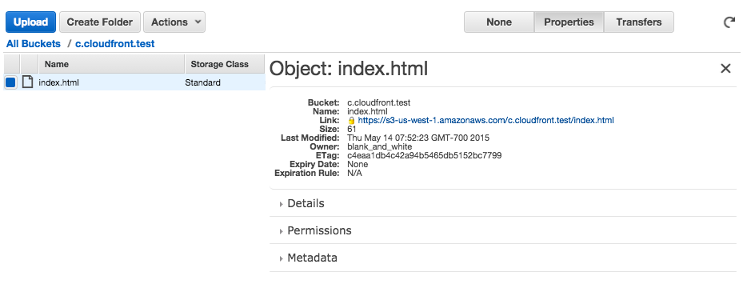 Upload Create Folder Actions None Properties Transfers
All Buckets / c.cloudfront.test
Name Storage Class
index.html Standard
Object: index.html
Bucket: c.cloudfront.test
Name: index.html
Link: https://s3-us-west-1.amazonaws.com/c.cloudfront.test/index.html
Size: 61
Last Modified: Thu May 14 07:52:23 GMT-700 2015
Owner: blank_and_white
ETag: c4eaa1db4c42a94b5465db5152bc7799
Expiry Date: None
Expiration Rule: N/A
Details
Permissions
Metadata